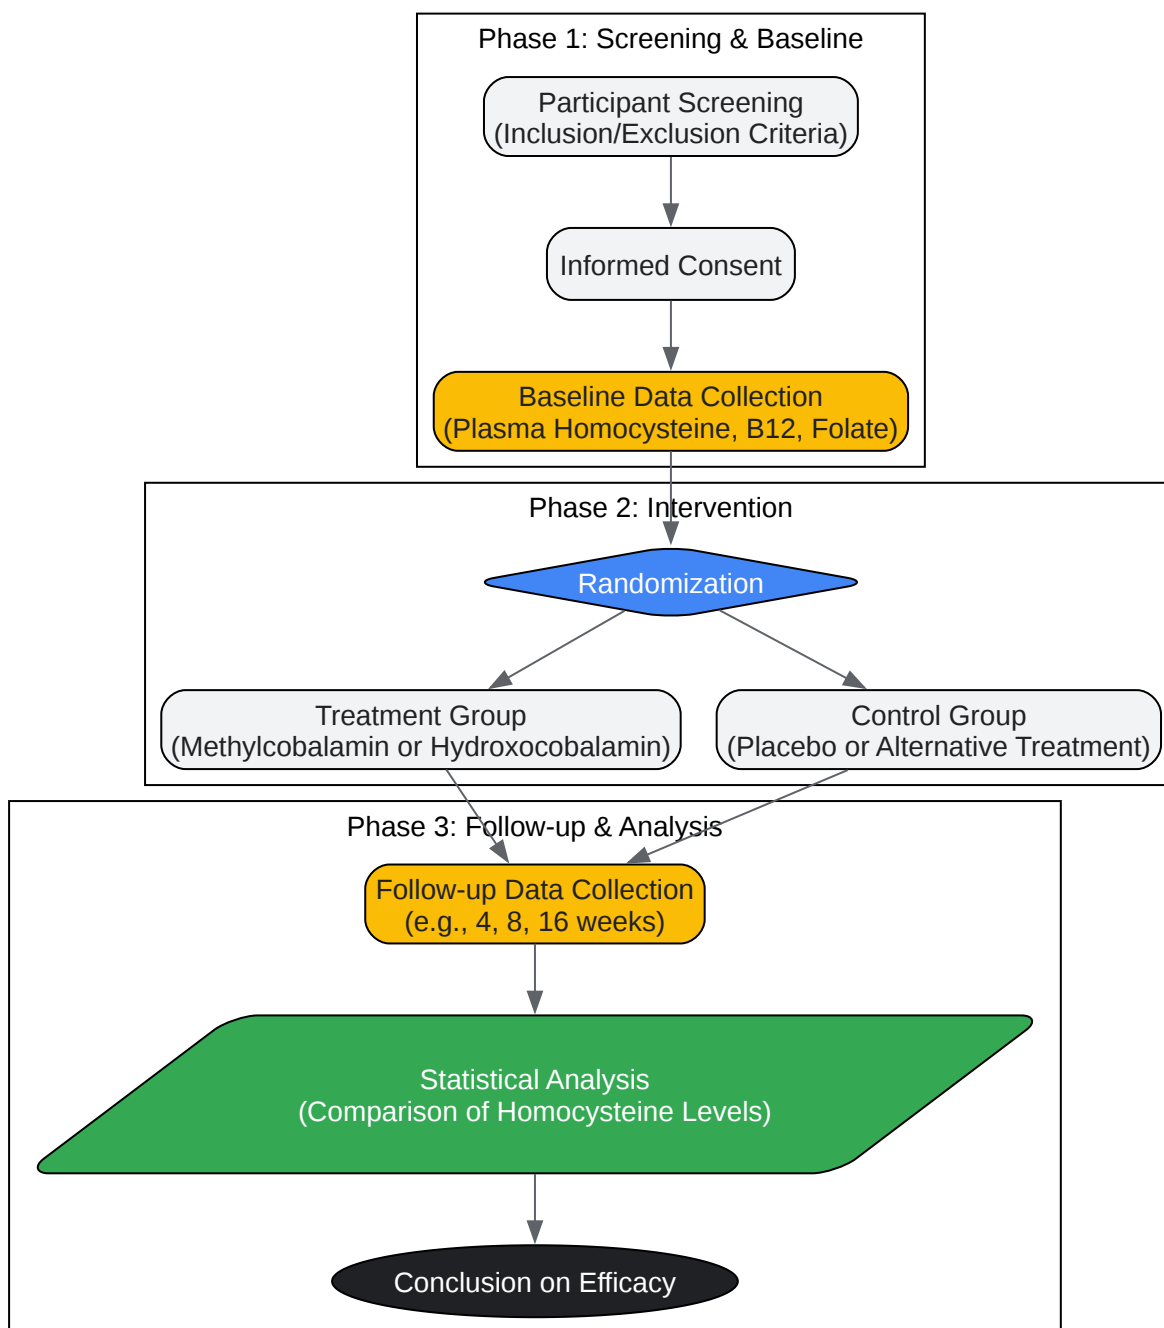 Phase 1: Screening & Baseline
Participant Screening
(Inclusion/Exclusion Criteria)
Informed Consent
Baseline Data Collection
(Plasma Homocysteine, B12, Folate)
Phase 2: Intervention
Randomization
Treatment Group
(Methylcobalamin or Hydroxocobalamin)
Control Group
(Placebo or Alternative Treatment)
Phase 3: Follow-up & Analysis
Follow-up Data Collection
(e.g., 4, 8, 16 weeks)
Statistical Analysis
(Comparison of Homocysteine Levels)
Conclusion on Efficacy